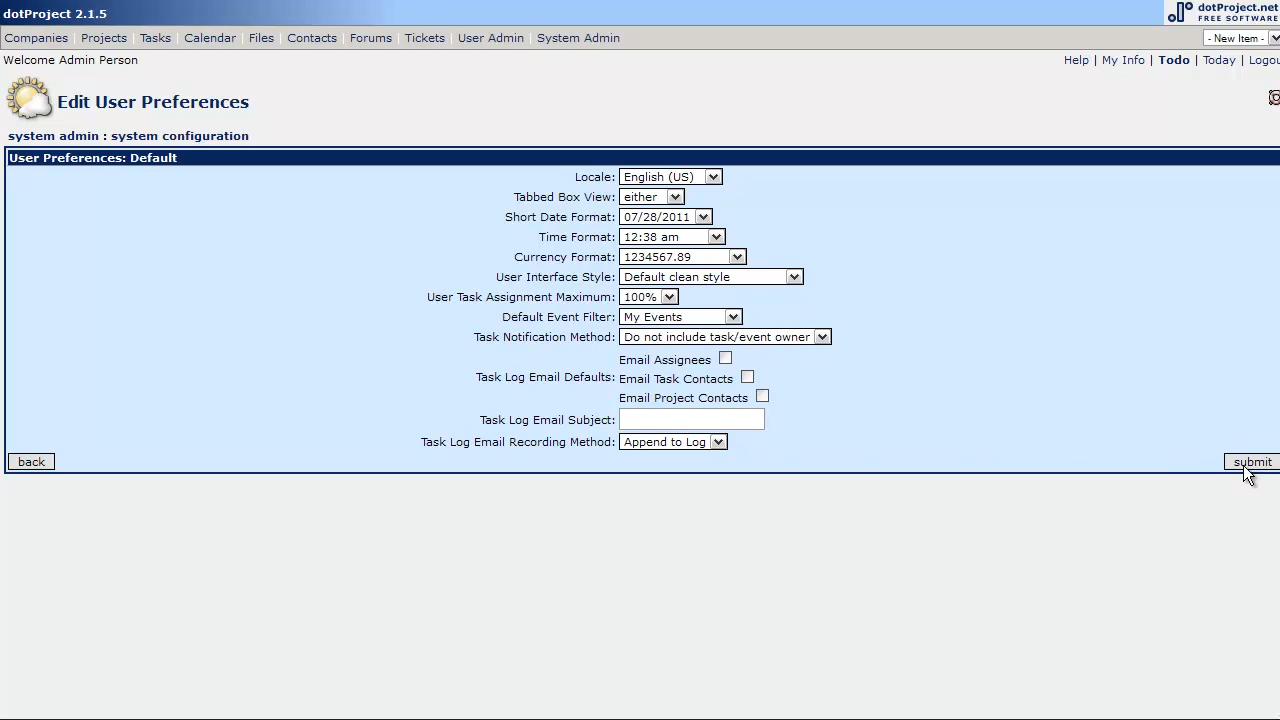 dotProject 2.1.5
dotProject.net
FREE SOFTWARE
Companies | Projects | Tasks | Calendar | Files | Contacts | Forums | Tickets | User Admin | System Admin
- New Item -
Welcome Admin Person
Help | My Info | Todo | Today | Logou
Edit User Preferences
system admin : system configuration
User Preferences: Default
Locale: English (US)
Tabbed Box View: either
Short Date Format: 07/28/2011
Time Format: 12:38 am
Currency Format: 1234567.89
User Interface Style: Default clean style
User Task Assignment Maximum: 100%
Default Event Filter: My Events
Task Notification Method: Do not include task/event owner
Email Assignees
Task Log Email Defaults: Email Task Contacts
Email Project Contacts
Task Log Email Subject:
Task Log Email Recording Method: Append to Log
back
submit